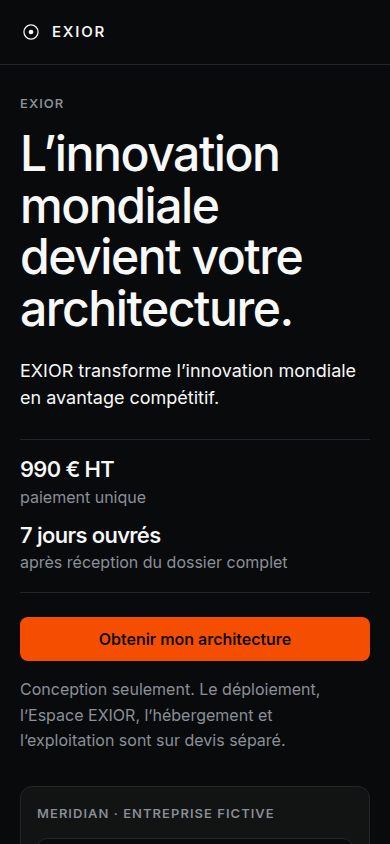 EXIOR
EXIOR
L’innovation
mondiale
devient votre
architecture.
EXIOR transforme l’innovation mondiale
en avantage compétitif.
990 € HT
paiement unique
7 jours ouvrés
après réception du dossier complet
Obtenir mon architecture
Conception seulement. Le déploiement,
l’Espace EXIOR, l’hébergement et
l’exploitation sont sur devis séparé.
MERIDIAN · ENTREPRISE FICTIVE